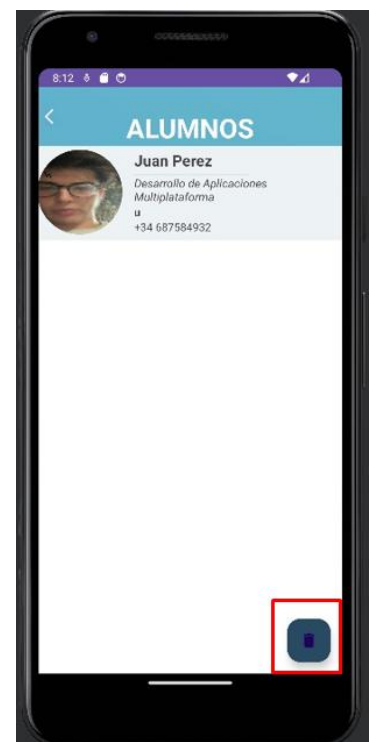 8:12
ALUMNOS
Juan Perez
Desarrollo de Aplicaciones
Multiplataforma
u
+34 687584932